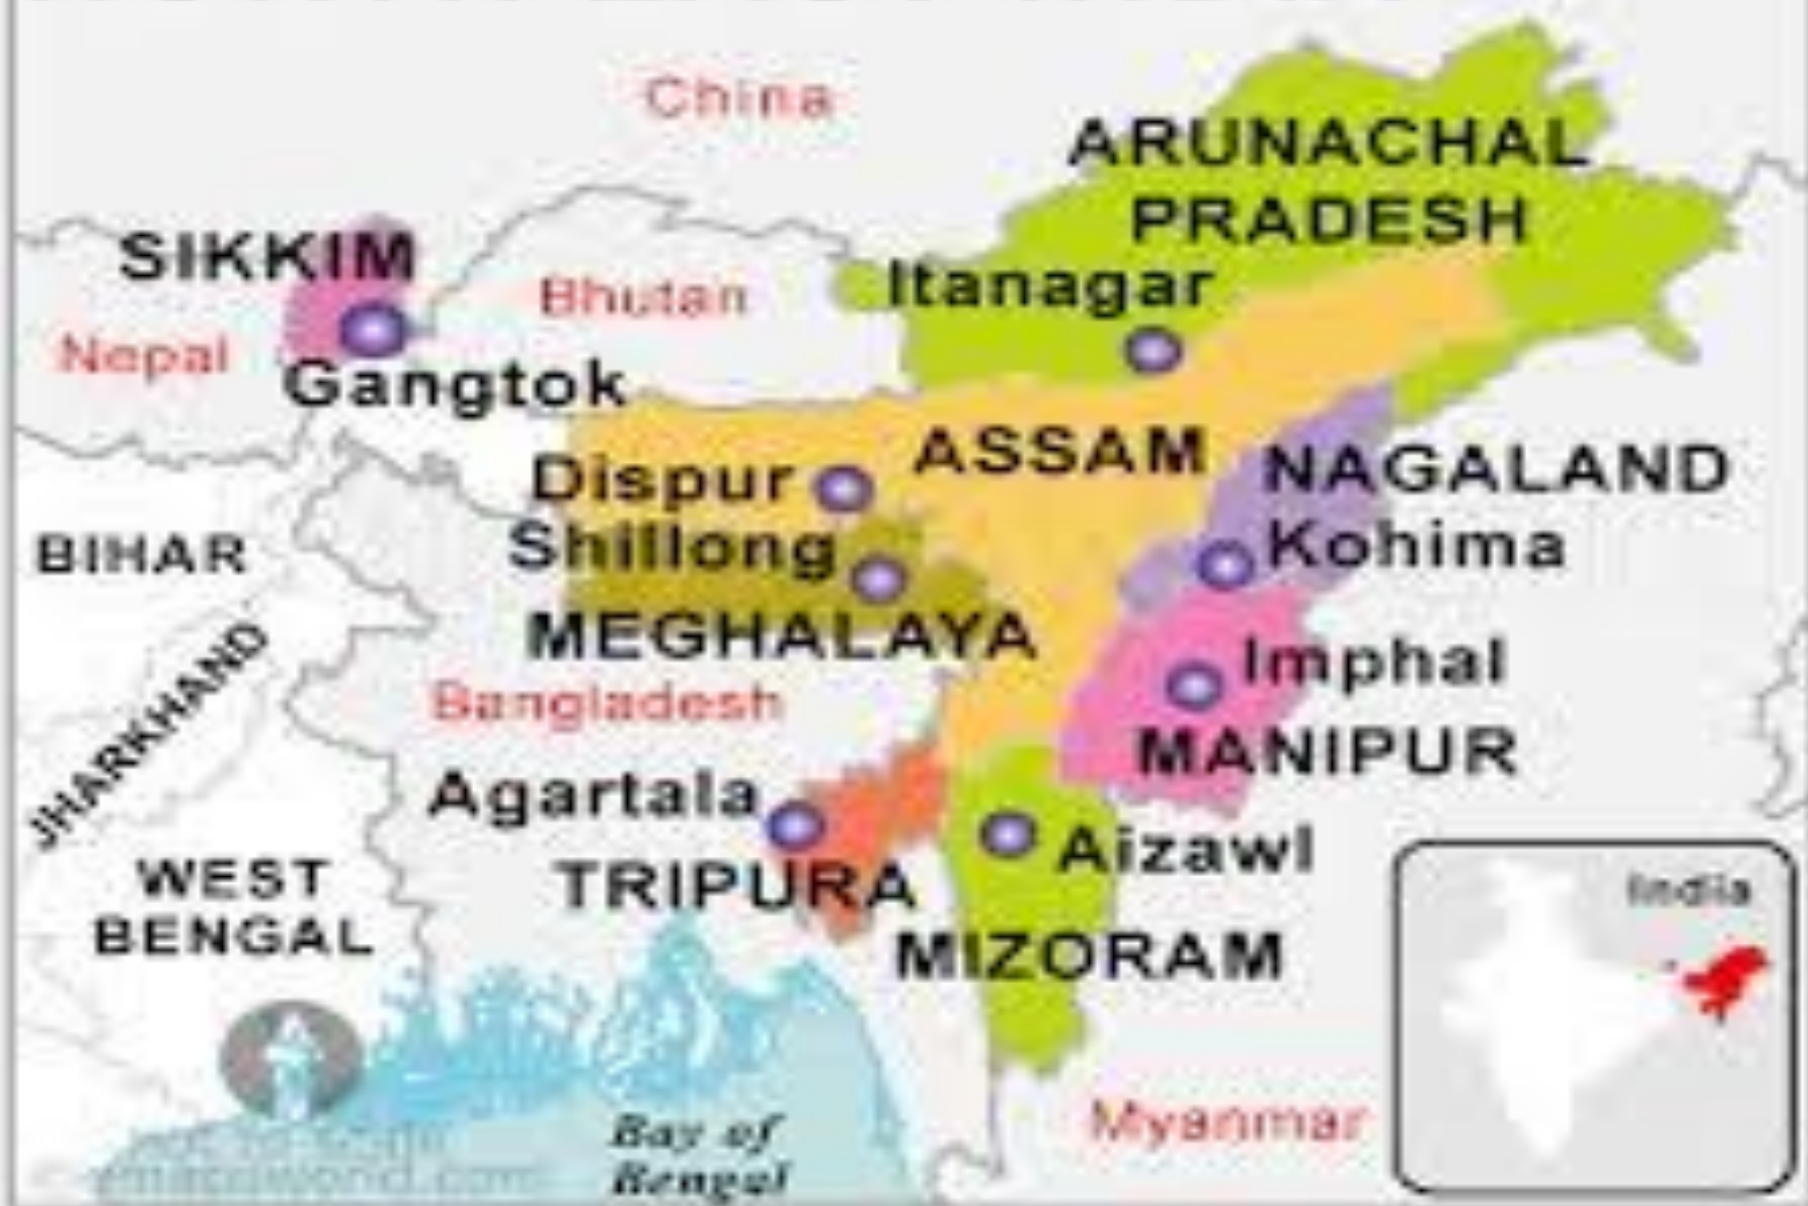 China
ARUNACHAL
PRADESH
SIKKIM
Bhutan
Itanagar
Nepal
Gangtok
ASSAM
NAGALAND
Dispur
Shillong
Kohima
BIHAR
MEGHALAYA
Imphal
JHARKHAND
Bangladesh
MANIPUR
Agartala
Aizawl
WEST
BENGAL
TRIPURA
India
MIZORAM
Myanmar
Bay of
Bengal